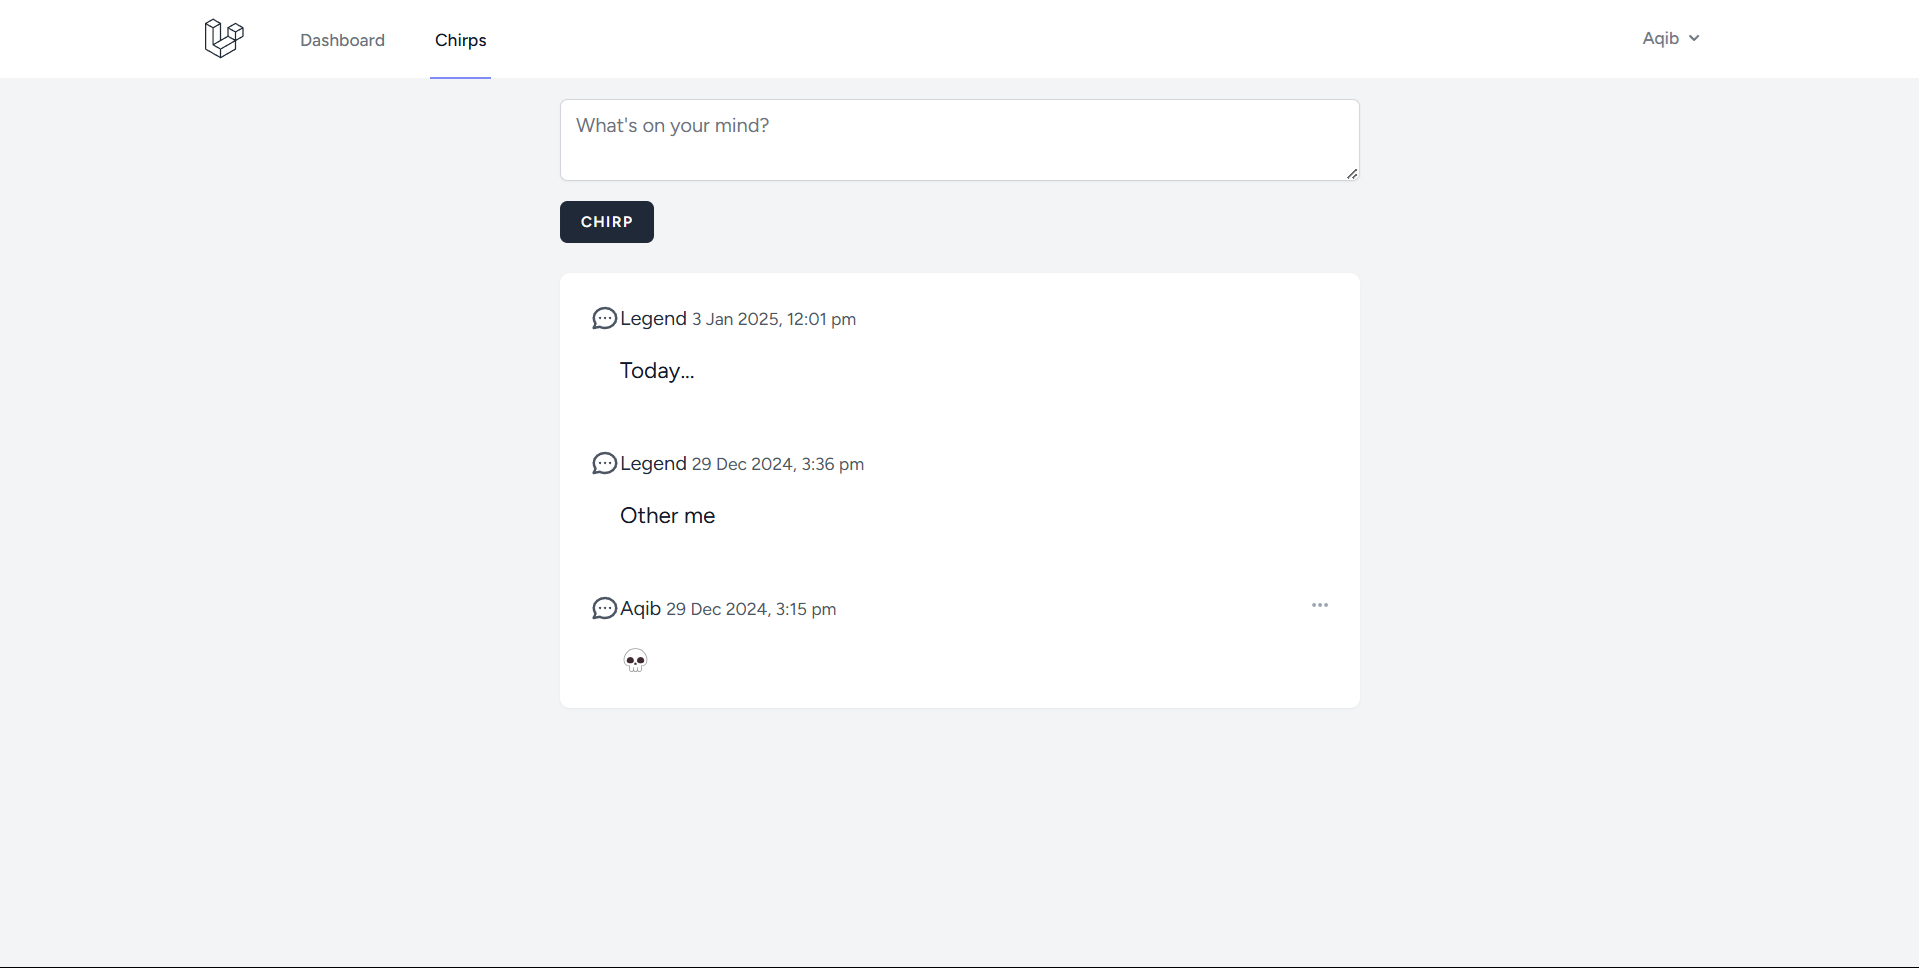 Dashboard
Chirps
Aqib
What's on your mind?
CHIRP
Legend 3 Jan 2025, 12:01 pm
Today...
Legend 29 Dec 2024, 3:36 pm
Other me
Aqib 29 Dec 2024, 3:15 pm
💀